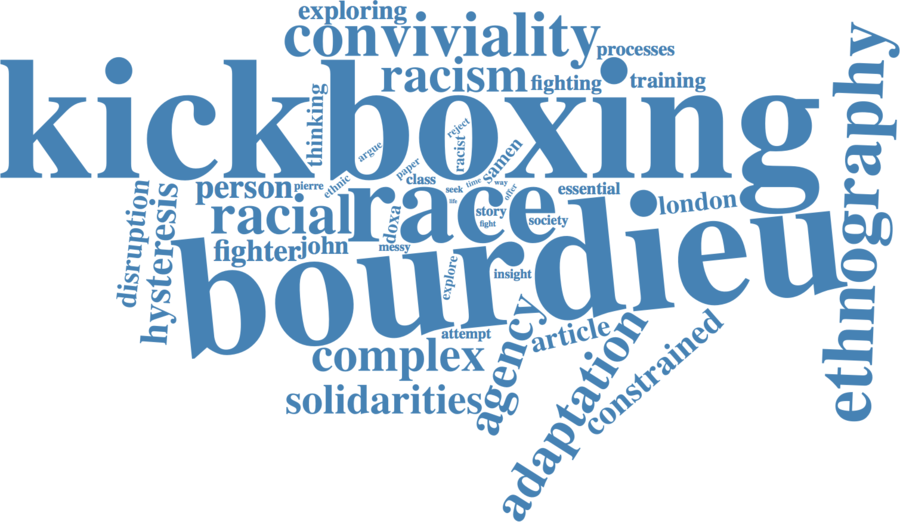 exploring
conviviality
processes
racism
fighting
training
kickboxing
ethnography
thinking
reject
argue
racist
samen
paper
class
ethnic
seek
time
way
offer
life
person
pierre
essential
disruption
hysteresis
racial
race
doxa
story
fight
society
london
fighter
john
messy
bourdieu
explore
insight
attempt
complex
agency
article
adaptation
constrained
solidarities